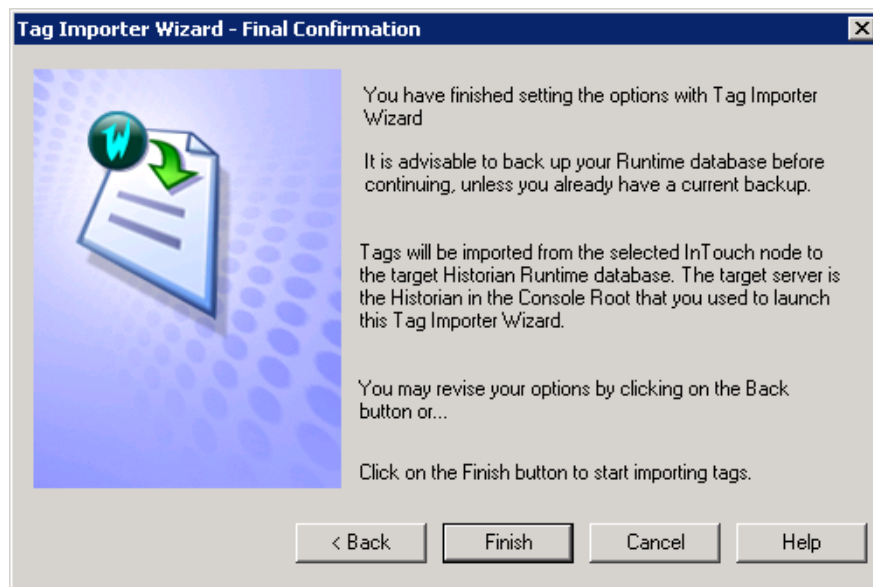 Tag Importer Wizard - Final Confirmation
You have finished setting the options with Tag Importer
Wizard
It is advisable to back up your Runtime database before
continuing, unless you already have a current backup.
Tags will be imported from the selected InTouch node to
the target Historian Runtime database. The target server is
the Historian in the Console Root that you used to launch
this Tag Importer Wizard.
You may revise your options by clicking on the Back
button or...
Click on the Finish button to start importing tags.
< Back Finish Cancel Help